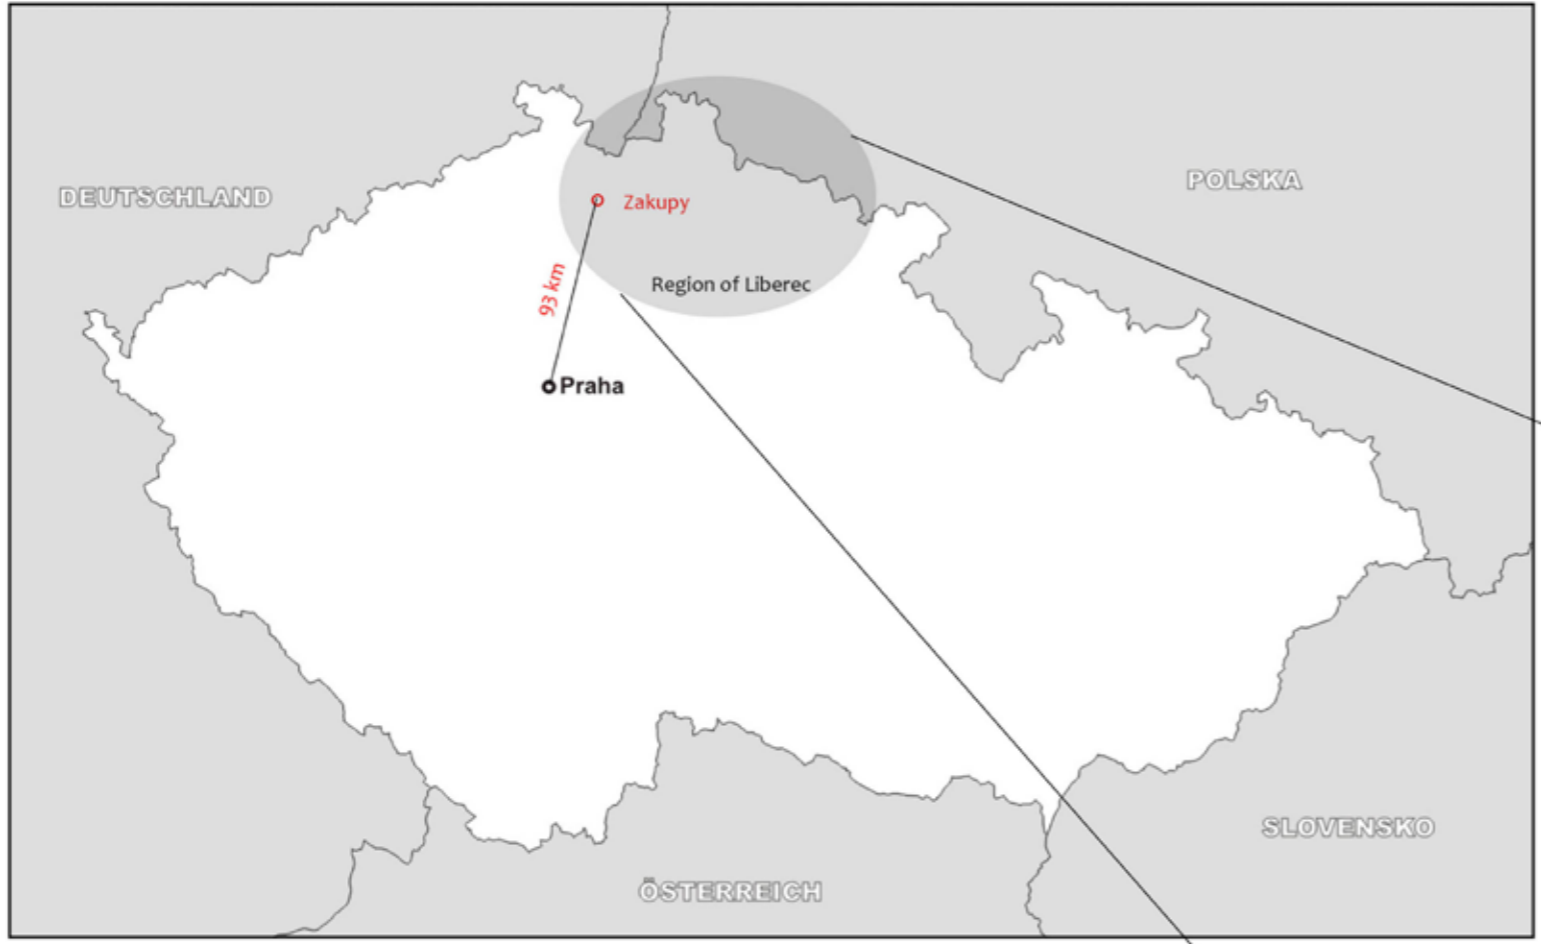 DEUTSCHLAND
POLSKA
Zakupy
Region of Liberec
93 km
Praha
SLOVENSKO
ÖSTERREICH